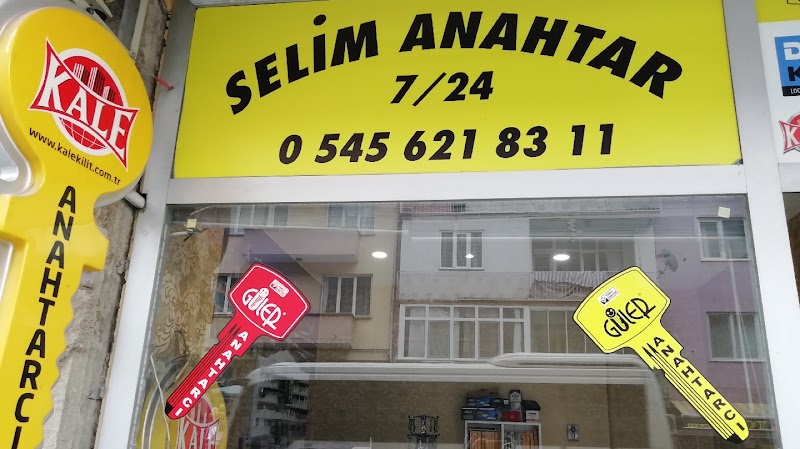 SELİM ANAHTAR
7/24
0 545 621 83 11
KALE
www.kalekilit.com.tr
ANAHTARCI
GÜLER
ANAHTARCI
GÜLER
ANAHTARCI
KALE